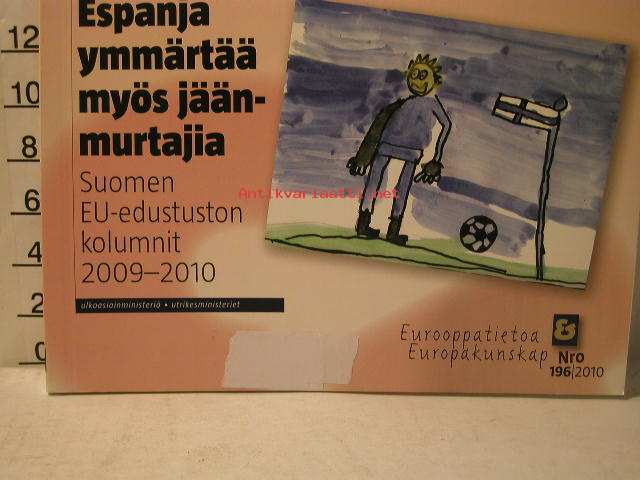 Espanja
ymmärtää
myös jään-
murtajia
Suomen
EU-edustuston
kolumnit
2009–2010
ulkoasiainministeriö • utrikesministeriet
Eurooppatietoa
Europakunskap
&
Nro
196|2010
Antikvariaatti.net
12
10
8
6
4
2
0